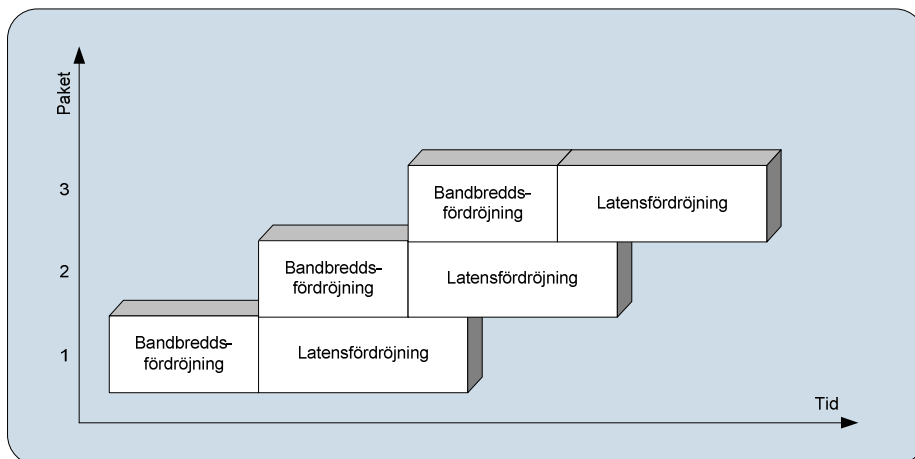 Paket
3
Bandbredds-
fördröjning
Latensfördröjning
2
Bandbredds-
fördröjning
Latensfördröjning
1
Bandbredds-
fördröjning
Latensfördröjning
Tid